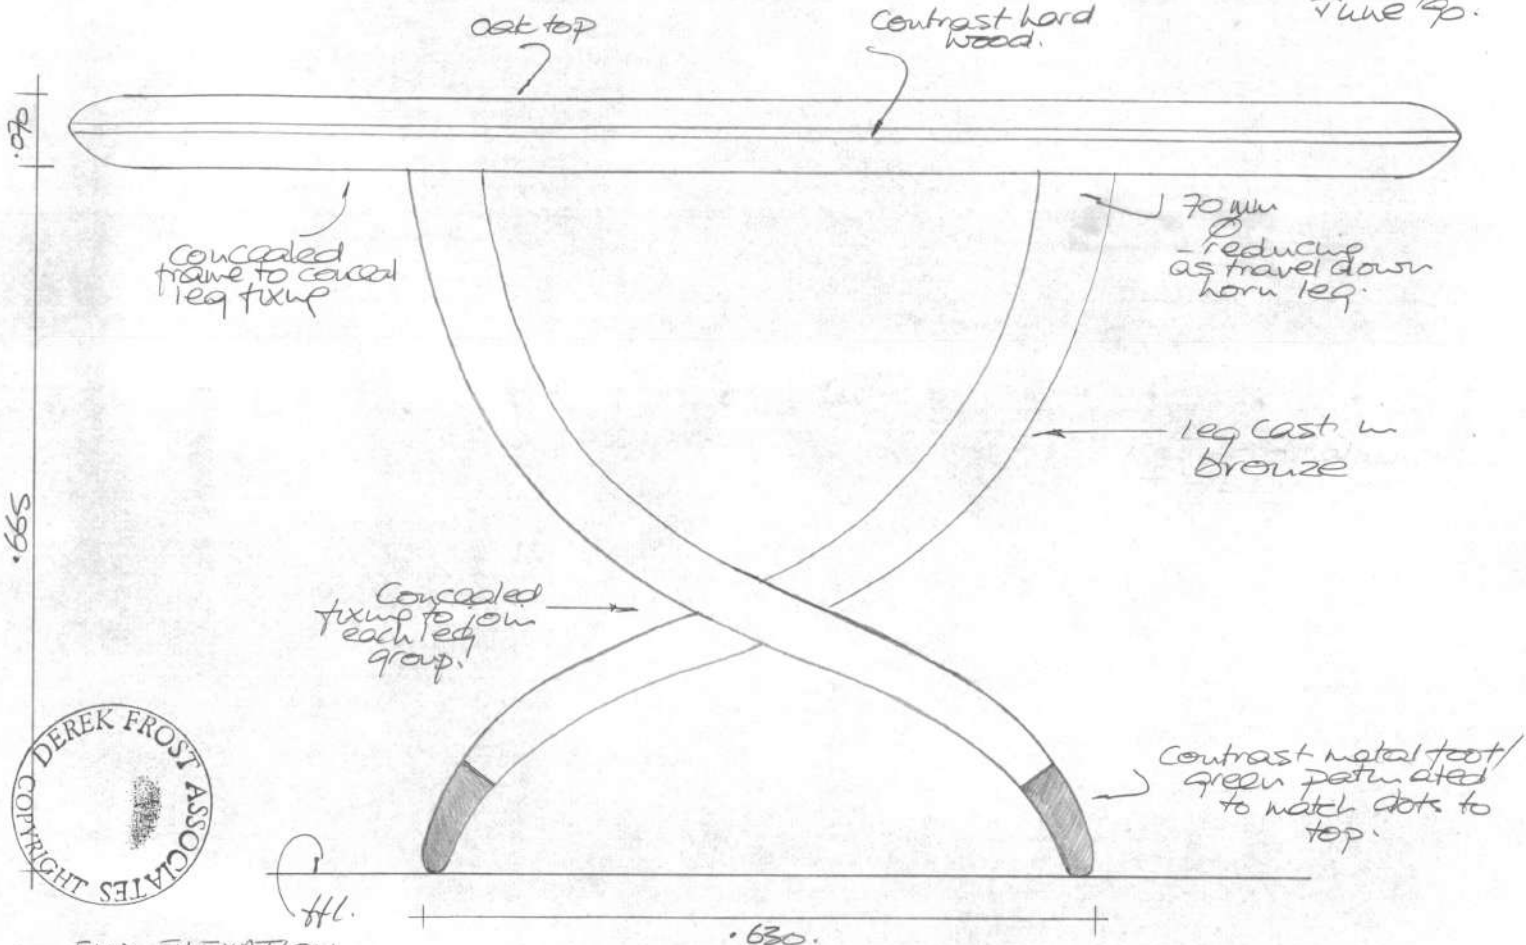 June '90.
oak top
Contrast hard
wood.
.070
Concealed
frame to conceal
leg fixing
70 mm
Ø
- reducing
as travel down
horn leg.
leg cast in
bronze
.665
Concealed
fixing to join
each leg
group.
Contrast metal foot/
green patinated
to match dots to
top.
DEREK FROST ASSOCIATES
COPYRIGHT
ffl.
.630.
ELEVATION